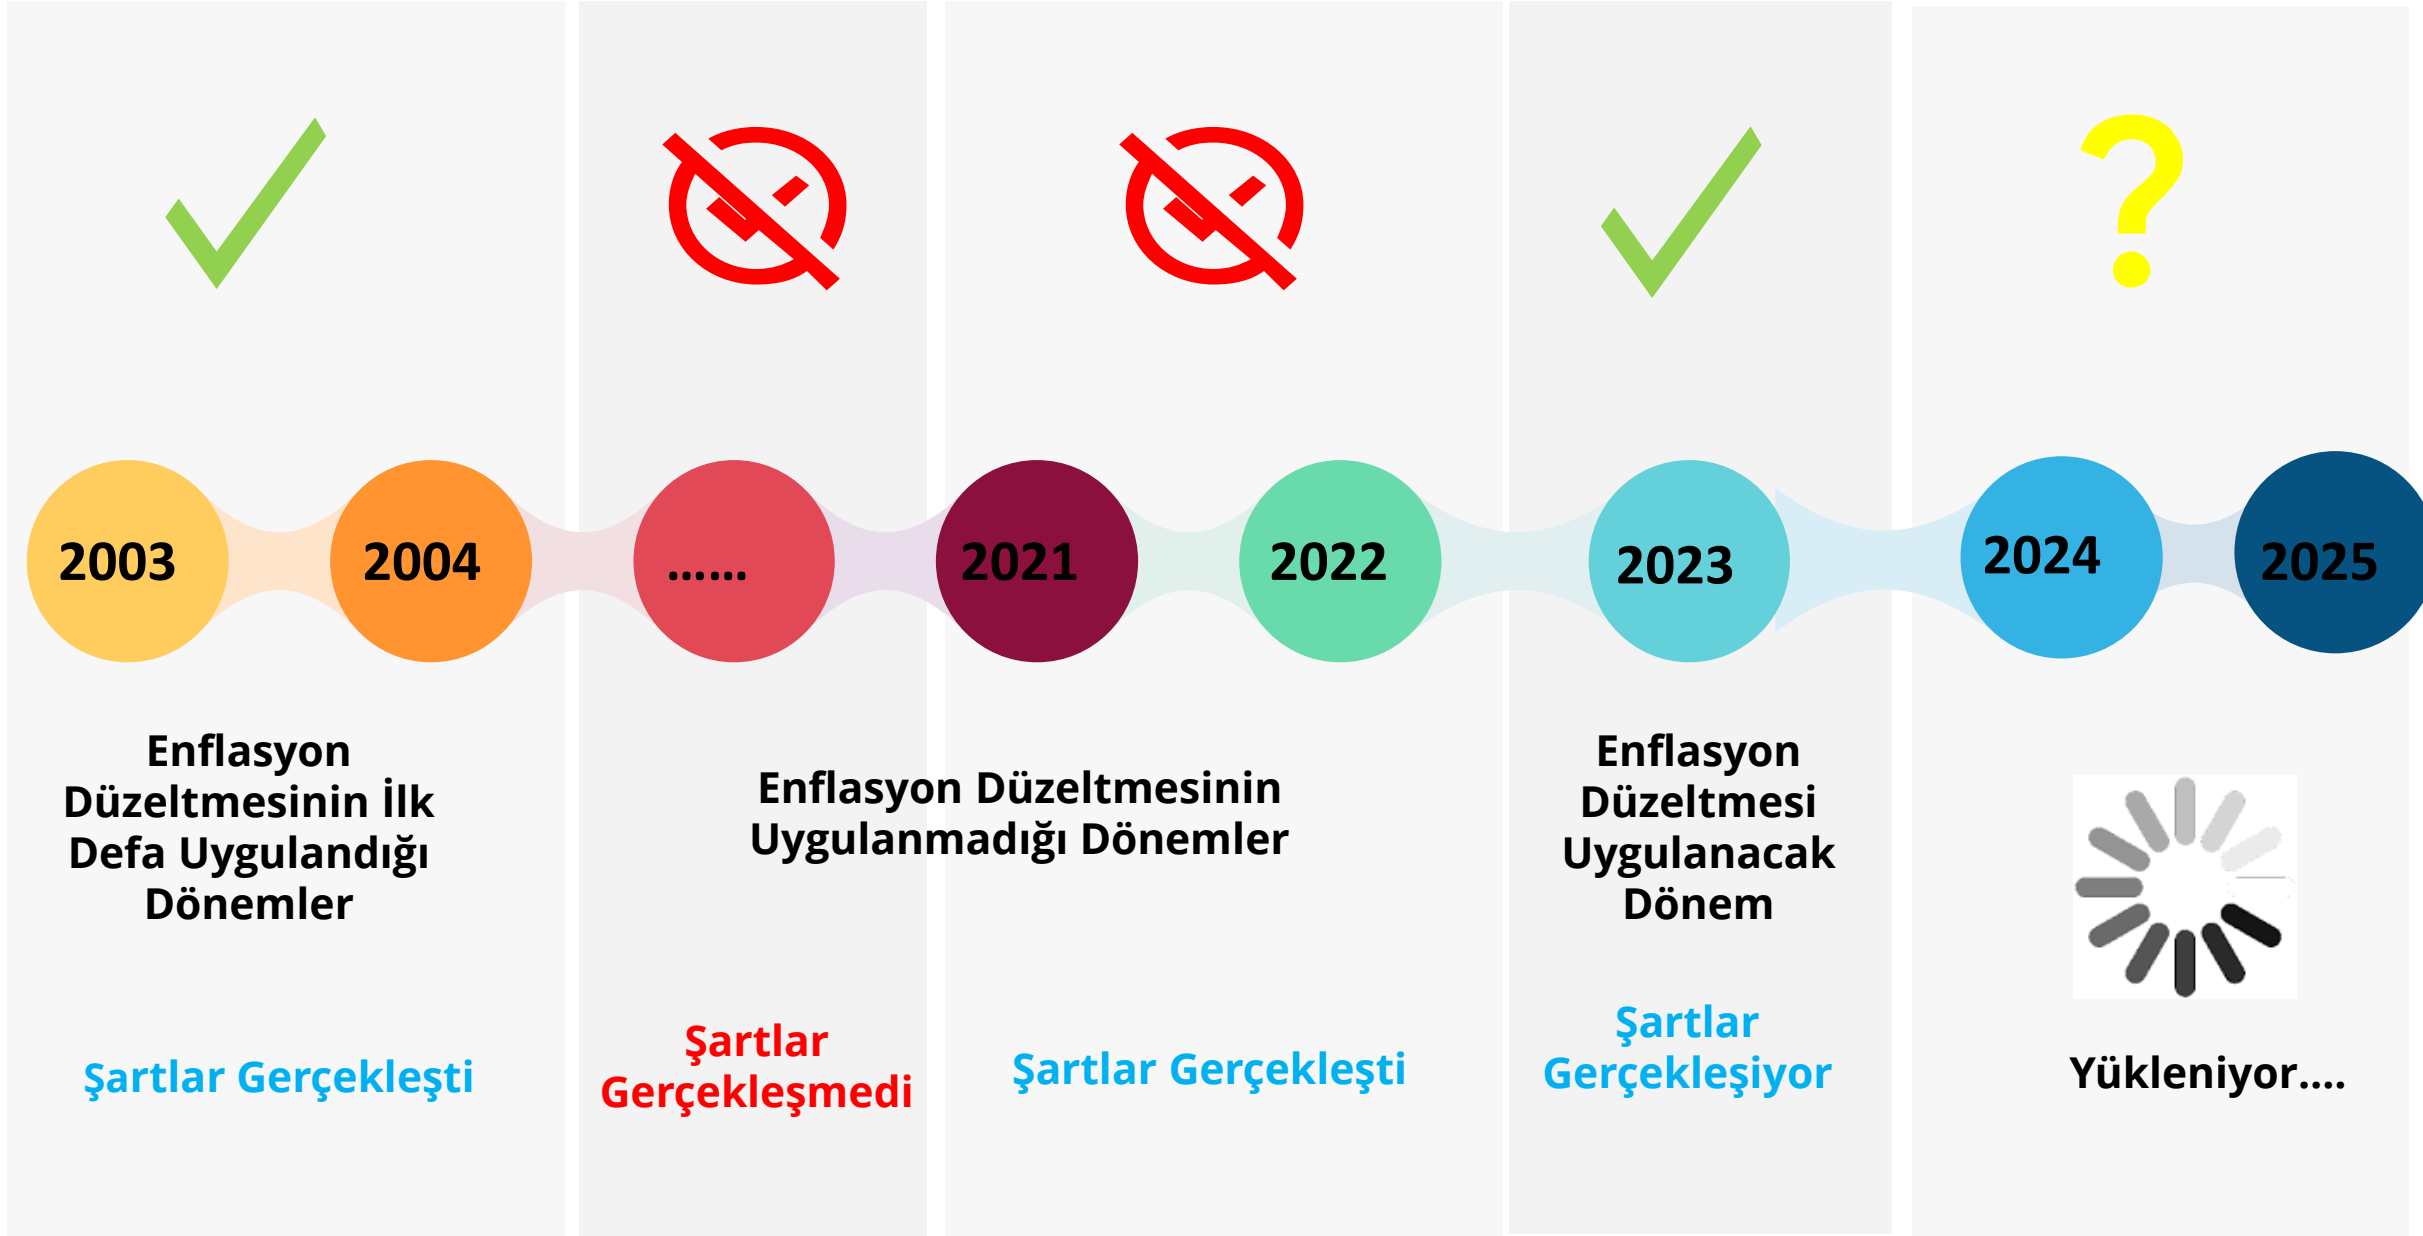 2003
2004
......
2021
2022
2023
2024
2025
Enflasyon
Düzeltmesinin İlk
Defa Uygulandığı
Dönemler
Enflasyon Düzeltmesinin
Uygulanmadığı Dönemler
Enflasyon
Düzeltmesi
Uygulanacak
Dönem
Şartlar Gerçekleşti
Şartlar
Gerçekleşmedi
Şartlar Gerçekleşti
Şartlar
Gerçekleşiyor
Yükleniyor....